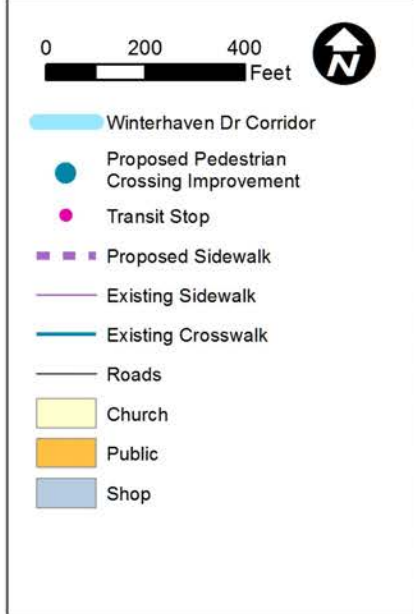 0 200 400
Feet
N
Winterhaven Dr Corridor
Proposed Pedestrian
Crossing Improvement
Transit Stop
Proposed Sidewalk
Existing Sidewalk
Existing Crosswalk
Roads
Church
Public
Shop